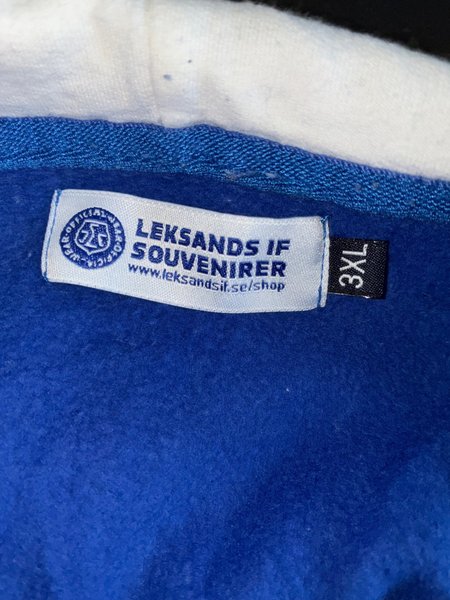 LEKSANDS IF
SOUVENIRER
www.leksandsif.se/shop
3XL